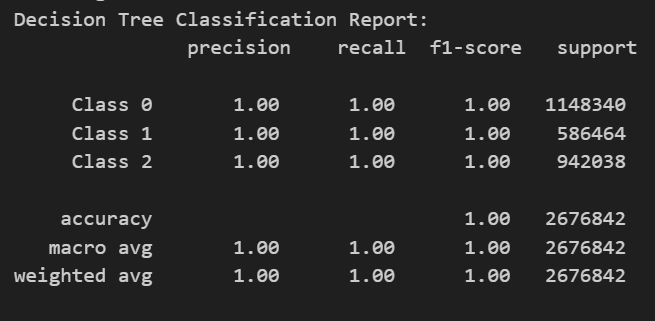 Decision Tree Classification Report:
precision recall f1-score support
Class 0 1.00 1.00 1.00 1148340
Class 1 1.00 1.00 1.00 586464
Class 2 1.00 1.00 1.00 942038
accuracy 1.00 2676842
macro avg 1.00 1.00 1.00 2676842
weighted avg 1.00 1.00 1.00 2676842